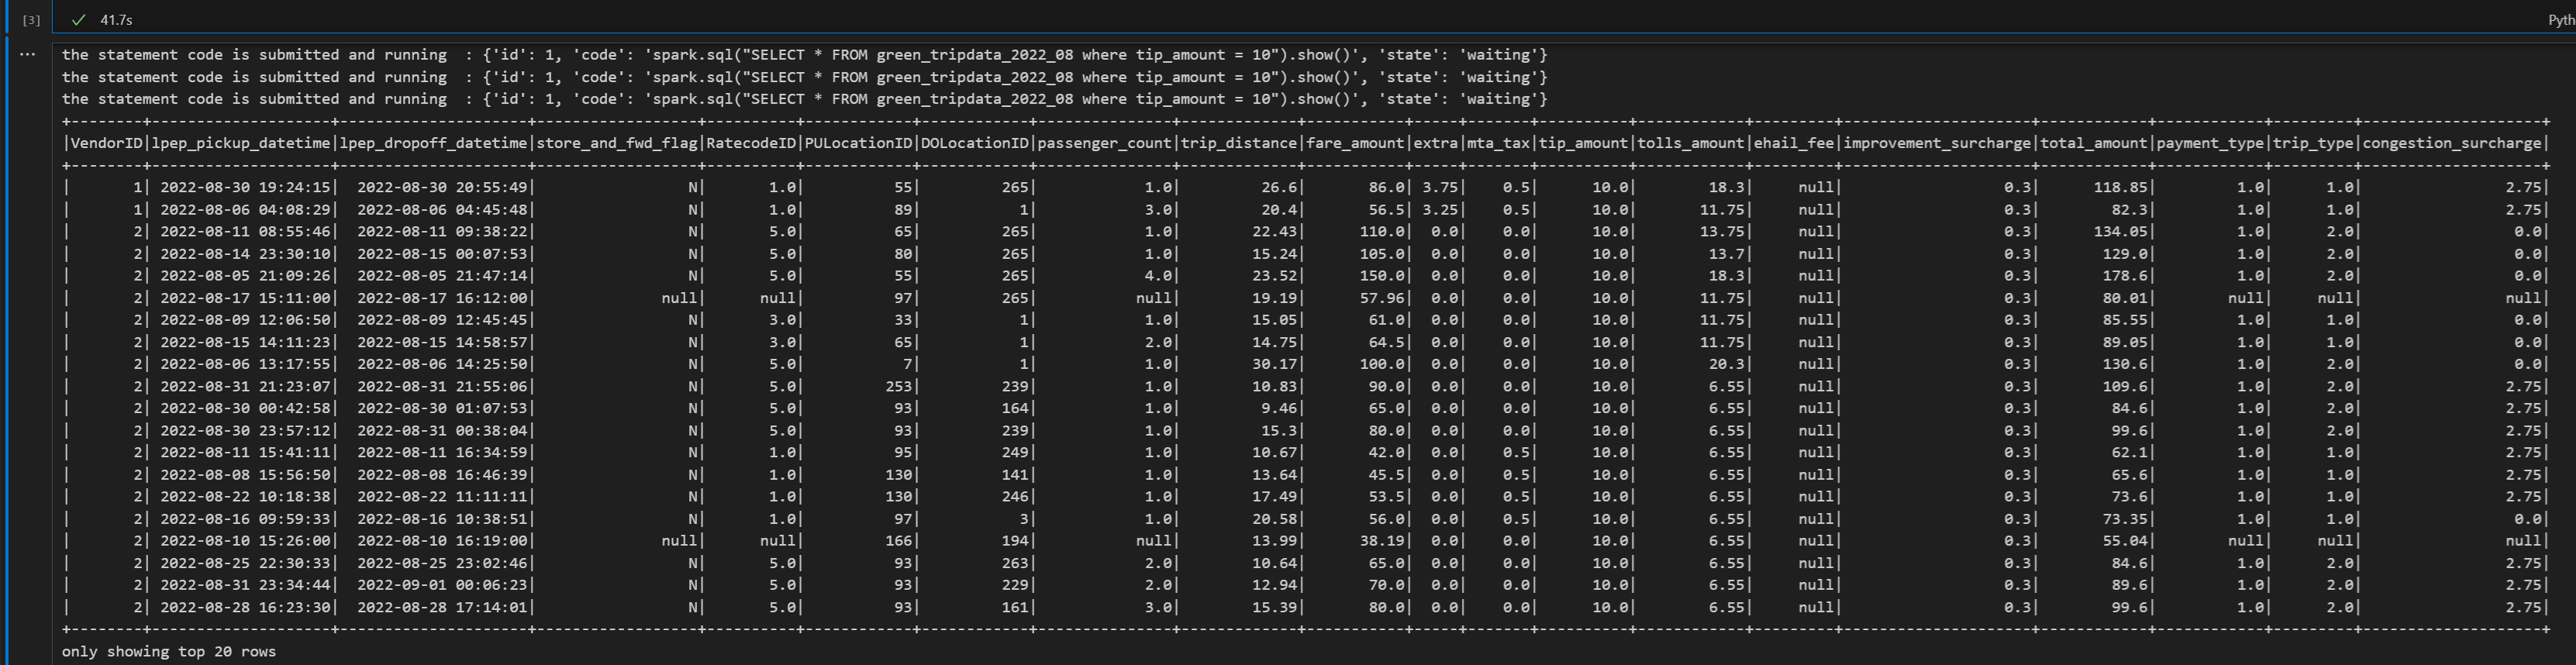 [3] ✓ 41.7s Pyth
... the statement code is submitted and running  : {'id': 1, 'code': 'spark.sql("SELECT * FROM green_tripdata_2022_08 where tip_amount = 10").show()', 'state': 'waiting'}
the statement code is submitted and running  : {'id': 1, 'code': 'spark.sql("SELECT * FROM green_tripdata_2022_08 where tip_amount = 10").show()', 'state': 'waiting'}
the statement code is submitted and running  : {'id': 1, 'code': 'spark.sql("SELECT * FROM green_tripdata_2022_08 where tip_amount = 10").show()', 'state': 'waiting'}
+--------+--------------------+---------------------+------------------+----------+------------+------------+---------------+-------------+-----------+-----+-------+----------+------------+---------+---------------------+------------+------------+---------+--------------------+
|VendorID|lpep_pickup_datetime|lpep_dropoff_datetime|store_and_fwd_flag|RatecodeID|PULocationID|DOLocationID|passenger_count|trip_distance|fare_amount|extra|mta_tax|tip_amount|tolls_amount|ehail_fee|improvement_surcharge|total_amount|payment_type|trip_type|congestion_surcharge|
+--------+--------------------+---------------------+------------------+----------+------------+------------+---------------+-------------+-----------+-----+-------+----------+------------+---------+---------------------+------------+------------+---------+--------------------+
| 1| 2022-08-30 19:24:15| 2022-08-30 20:55:49| N| 1.0| 55| 265| 1.0| 26.6| 86.0| 3.75| 0.5| 10.0| 18.3| null| 0.3| 118.85| 1.0| 1.0| 2.75|
| 1| 2022-08-06 04:08:29| 2022-08-06 04:45:48| N| 1.0| 89| 1| 3.0| 20.4| 56.5| 3.25| 0.5| 10.0| 11.75| null| 0.3| 82.3| 1.0| 1.0| 2.75|
| 2| 2022-08-11 08:55:46| 2022-08-11 09:38:22| N| 5.0| 65| 265| 1.0| 22.43| 110.0| 0.0| 0.0| 10.0| 13.75| null| 0.3| 134.05| 1.0| 2.0| 0.0|
| 2| 2022-08-14 23:30:10| 2022-08-15 00:07:53| N| 5.0| 80| 265| 1.0| 15.24| 105.0| 0.0| 0.0| 10.0| 13.7| null| 0.3| 129.0| 1.0| 2.0| 0.0|
| 2| 2022-08-05 21:09:26| 2022-08-05 21:47:14| N| 5.0| 55| 265| 4.0| 23.52| 150.0| 0.0| 0.0| 10.0| 18.3| null| 0.3| 178.6| 1.0| 2.0| 0.0|
| 2| 2022-08-17 15:11:00| 2022-08-17 16:12:00| null| null| 97| 265| null| 19.19| 57.96| 0.0| 0.0| 10.0| 11.75| null| 0.3| 80.01| null| null| null|
| 2| 2022-08-09 12:06:50| 2022-08-09 12:45:45| N| 3.0| 33| 1| 1.0| 15.05| 61.0| 0.0| 0.0| 10.0| 11.75| null| 0.3| 85.55| 1.0| 1.0| 0.0|
| 2| 2022-08-15 14:11:23| 2022-08-15 14:58:57| N| 3.0| 65| 1| 2.0| 14.75| 64.5| 0.0| 0.0| 10.0| 11.75| null| 0.3| 89.05| 1.0| 1.0| 0.0|
| 2| 2022-08-06 13:17:55| 2022-08-06 14:25:50| N| 5.0| 7| 1| 1.0| 30.17| 100.0| 0.0| 0.0| 10.0| 20.3| null| 0.3| 130.6| 1.0| 2.0| 0.0|
| 2| 2022-08-31 21:23:07| 2022-08-31 21:55:06| N| 5.0| 253| 239| 1.0| 10.83| 90.0| 0.0| 0.0| 10.0| 6.55| null| 0.3| 109.6| 1.0| 2.0| 2.75|
| 2| 2022-08-30 00:42:58| 2022-08-30 01:07:53| N| 5.0| 93| 164| 1.0| 9.46| 65.0| 0.0| 0.0| 10.0| 6.55| null| 0.3| 84.6| 1.0| 2.0| 2.75|
| 2| 2022-08-30 23:57:12| 2022-08-31 00:38:04| N| 5.0| 93| 239| 1.0| 15.3| 80.0| 0.0| 0.0| 10.0| 6.55| null| 0.3| 99.6| 1.0| 2.0| 2.75|
| 2| 2022-08-11 15:41:11| 2022-08-11 16:34:59| N| 1.0| 95| 249| 1.0| 10.67| 42.0| 0.0| 0.5| 10.0| 6.55| null| 0.3| 62.1| 1.0| 1.0| 2.75|
| 2| 2022-08-08 15:56:50| 2022-08-08 16:46:39| N| 1.0| 130| 141| 1.0| 13.64| 45.5| 0.0| 0.5| 10.0| 6.55| null| 0.3| 65.6| 1.0| 1.0| 2.75|
| 2| 2022-08-22 10:18:38| 2022-08-22 11:11:11| N| 1.0| 130| 246| 1.0| 17.49| 53.5| 0.0| 0.5| 10.0| 6.55| null| 0.3| 73.6| 1.0| 1.0| 2.75|
| 2| 2022-08-16 09:59:33| 2022-08-16 10:38:51| N| 1.0| 97| 3| 1.0| 20.58| 56.0| 0.0| 0.5| 10.0| 6.55| null| 0.3| 73.35| 1.0| 1.0| 0.0|
| 2| 2022-08-10 15:26:00| 2022-08-10 16:19:00| null| null| 166| 194| null| 13.99| 38.19| 0.0| 0.0| 10.0| 6.55| null| 0.3| 55.04| null| null| null|
| 2| 2022-08-25 22:30:33| 2022-08-25 23:02:46| N| 5.0| 93| 263| 2.0| 10.64| 65.0| 0.0| 0.0| 10.0| 6.55| null| 0.3| 84.6| 1.0| 2.0| 2.75|
| 2| 2022-08-31 23:34:44| 2022-09-01 00:06:23| N| 5.0| 93| 229| 2.0| 12.94| 70.0| 0.0| 0.0| 10.0| 6.55| null| 0.3| 89.6| 1.0| 2.0| 2.75|
| 2| 2022-08-28 16:23:30| 2022-08-28 17:14:01| N| 5.0| 93| 161| 3.0| 15.39| 80.0| 0.0| 0.0| 10.0| 6.55| null| 0.3| 99.6| 1.0| 2.0| 2.75|
+--------+--------------------+---------------------+------------------+----------+------------+------------+---------------+-------------+-----------+-----+-------+----------+------------+---------+---------------------+------------+------------+---------+--------------------+
only showing top 20 rows